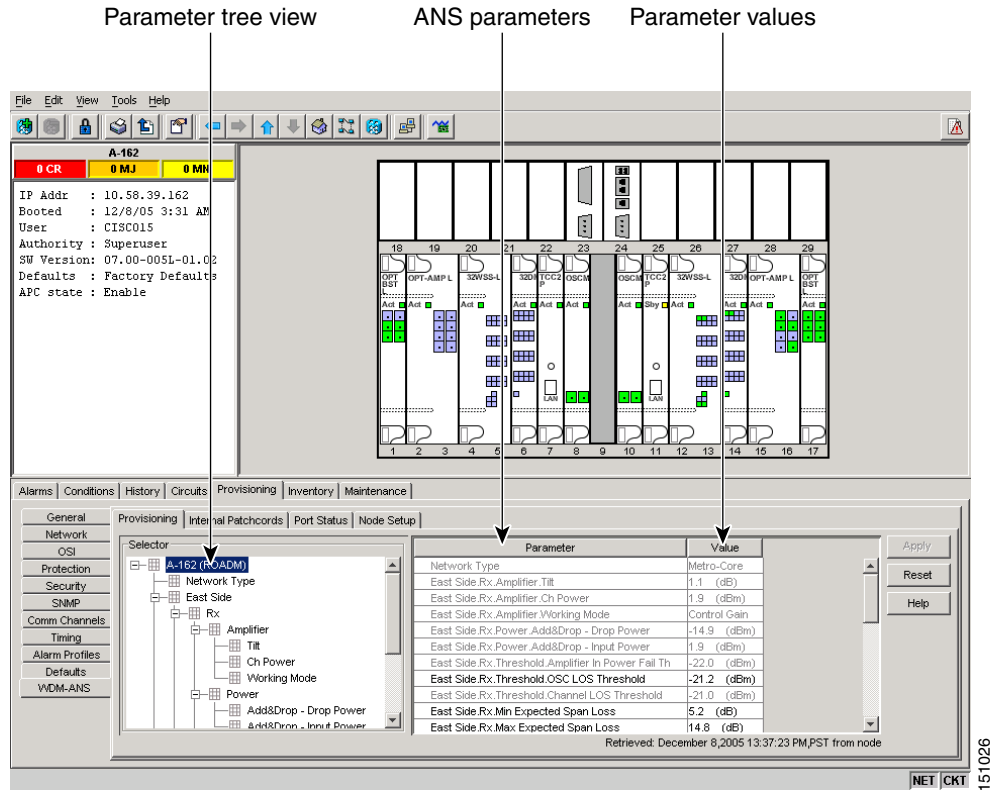 Parameter tree view
ANS parameters
Parameter values
File Edit View Tools Help
A-162
0 CR 0 MJ 0 MN
IP Addr : 10.58.39.162
Booted : 12/8/05 3:31 AM
User : CISCO15
Authority : Superuser
SW Version: 07.00-005L-01.02
Defaults : Factory Defaults
APC state : Enable
18 19 20 21 22 23 24 25 26 27 28 29
OPT BST L OPT-AMP L 32WSS-L TCC2 P OSCM OSCM TCC2 P 32WSS-L OPT-AMP L OPT BST L
Act Act Act Act Act Act Sby Act Act Act Act
LAN LAN
1 2 3 4 5 6 7 8 9 10 11 12 13 14 15 16 17
Alarms Conditions History Circuits Provisioning Inventory Maintenance
General
Network
OSI
Protection
Security
SNMP
Comm Channels
Timing
Alarm Profiles
Defaults
WDM-ANS
Provisioning Internal Patchcords Port Status Node Setup
Selector
A-162 (ROADM)
Network Type
East Side
Rx
Amplifier
Tilt
Ch Power
Working Mode
Power
Add&Drop - Drop Power
Add&Drop - Input Power
Parameter Value
Network Type Metro-Core
East Side.Rx.Amplifier.Tilt 1.1 (dB)
East Side.Rx.Amplifier.Ch Power 1.9 (dBm)
East Side.Rx.Amplifier.Working Mode Control Gain
East Side.Rx.Power.Add&Drop - Drop Power -14.9 (dBm)
East Side.Rx.Power.Add&Drop - Input Power 1.9 (dBm)
East Side.Rx.Threshold.Amplifier In Power Fail Th -22.0 (dBm)
East Side.Rx.Threshold.OSC LOS Threshold -21.2 (dBm)
East Side.Rx.Threshold.Channel LOS Threshold -21.0 (dBm)
East Side.Rx.Min Expected Span Loss 5.2 (dB)
East Side.Rx.Max Expected Span Loss 14.8 (dB)
Apply
Reset
Help
Retrieved: December 8,2005 13:37:23 PM,PST from node
NET CKT
151026